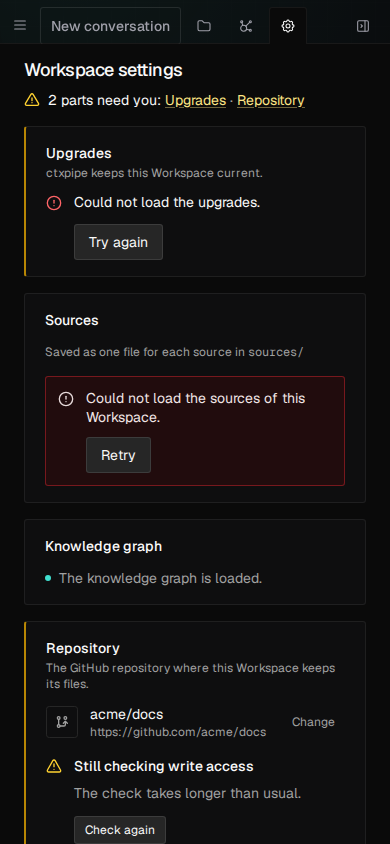 New conversation
Workspace settings
2 parts need you: Upgrades · Repository
Upgrades
ctxpipe keeps this Workspace current.
Could not load the upgrades.
Try again
Sources
Saved as one file for each source in sources/
Could not load the sources of this
Workspace.
Retry
Knowledge graph
The knowledge graph is loaded.
Repository
The GitHub repository where this Workspace keeps
its files.
acme/docs
https://github.com/acme/docs
Change
Still checking write access
The check takes longer than usual.
Check again